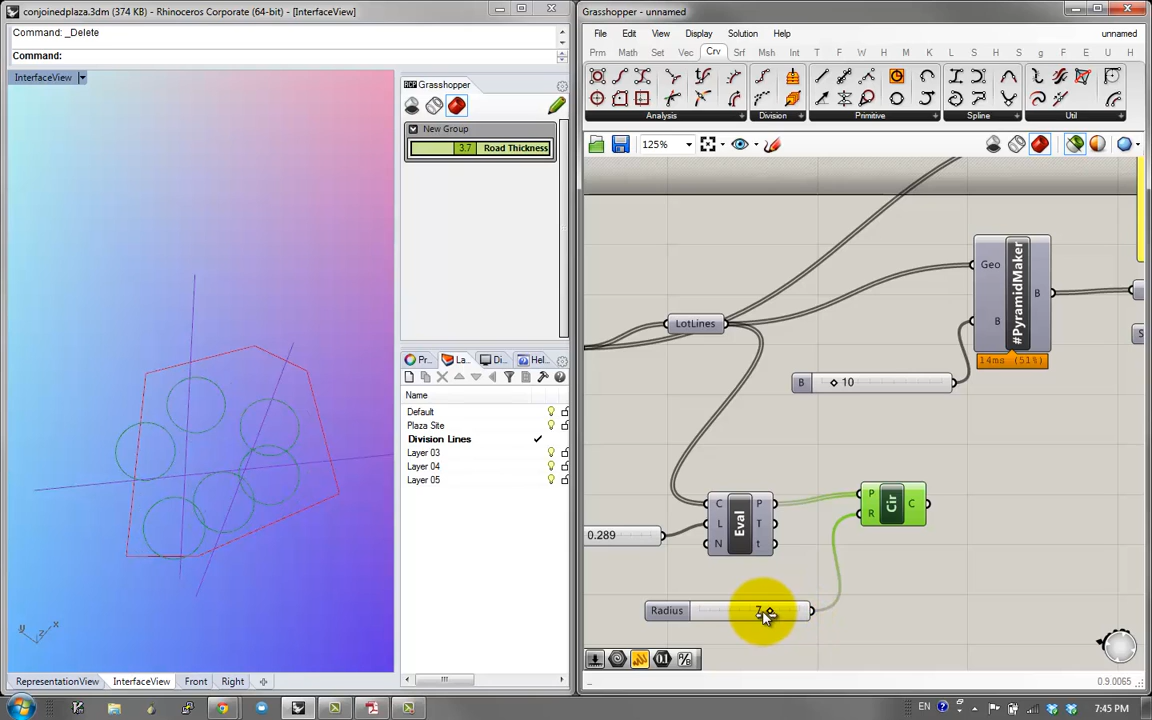 conjoinedplaza.3dm (374 KB) - Rhinoceros Corporate (64-bit) - [InterfaceView]
Command: _Delete
Command:
InterfaceView
Grasshopper
New Group
3.7 Road Thickness
Pr...
La...
Di...
Hel...
Name
Default
Plaza Site
Division Lines
Layer 03
Layer 04
Layer 05
y
z
x
RepresentationView
InterfaceView
Front
Right
Grasshopper - unnamed
File
Edit
View
Display
Solution
Window
Help
unnamed
Prm Math Set Vec Crv Srf Msh Int T D F W H M K L H S g F E U H
Analysis
Division
Primitive
Spline
Util
125%
LotLines
Geo
B
#PyramidMaker
B
14ms (51%)
B 10
0.289
C
L
N
Eval
P
T
t
P
R
Cir
C
Radius 7
0.9.0065
EN
7:45 PM